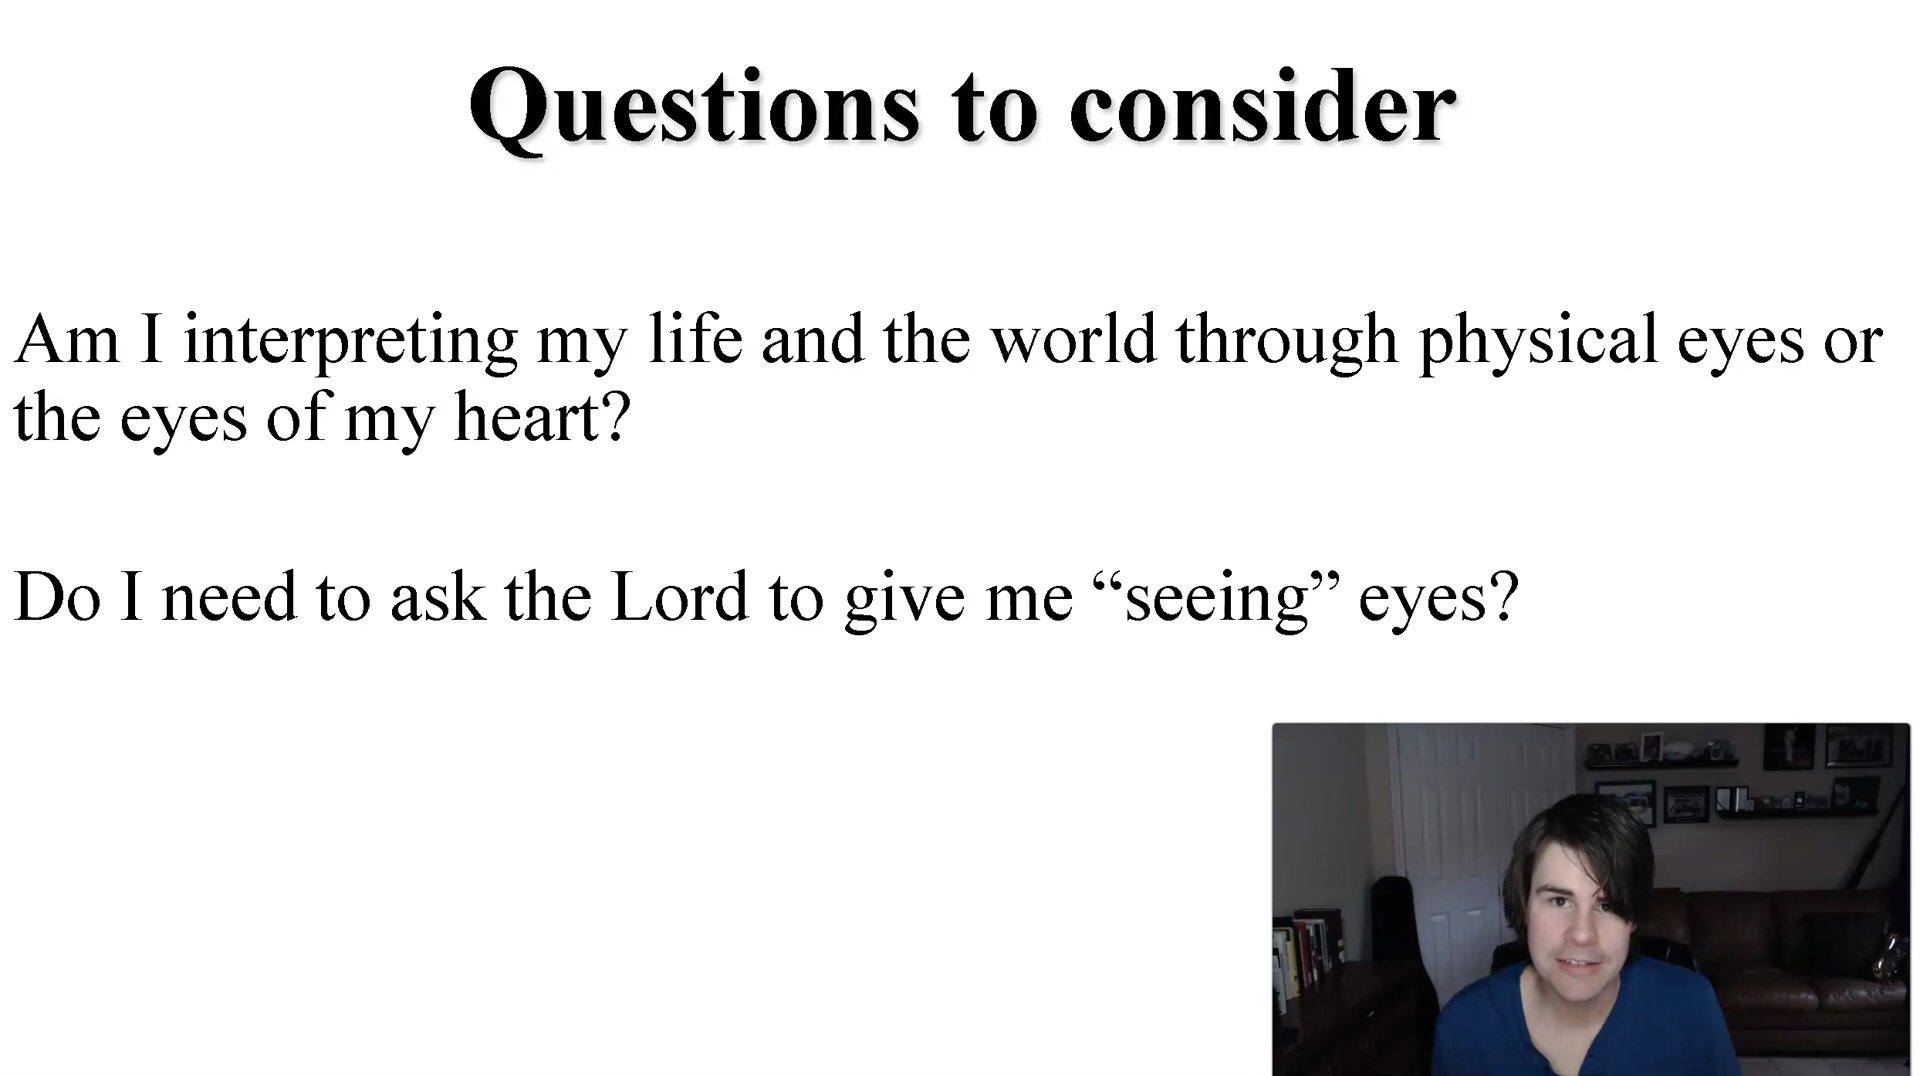 Questions to consider
Am I interpreting my life and the world through physical eyes or
the eyes of my heart?
Do I need to ask the Lord to give me “seeing” eyes?